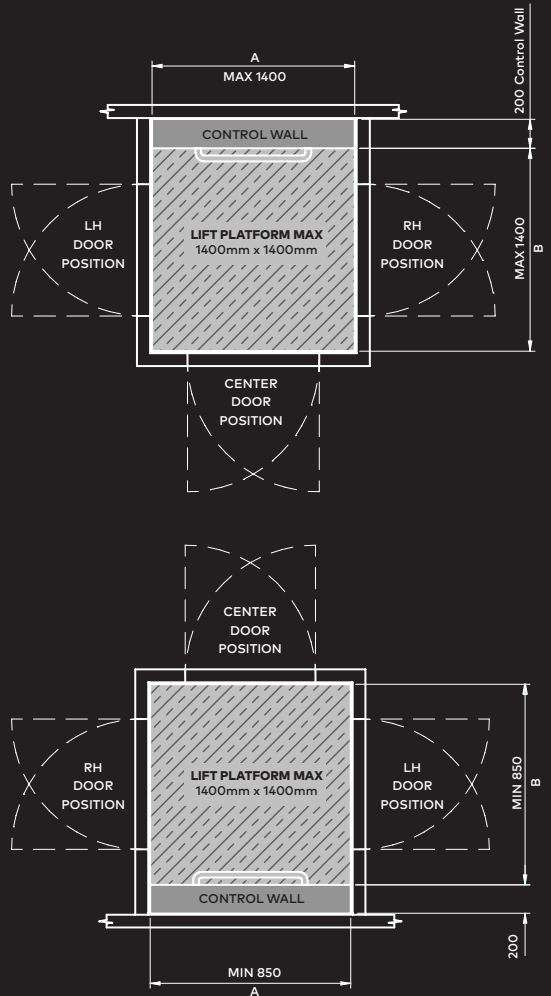 200 Control Wall
A
MAX 1400
CONTROL WALL
LH
DOOR
POSITION
LIFT PLATFORM MAX
1400mm x 1400mm
RH
DOOR
POSITION
MAX 1400
B
CENTER
DOOR
POSITION
CENTER
DOOR
POSITION
RH
DOOR
POSITION
LIFT PLATFORM MAX
1400mm x 1400mm
LH
DOOR
POSITION
MIN 850
B
CONTROL WALL
200
MIN 850
A